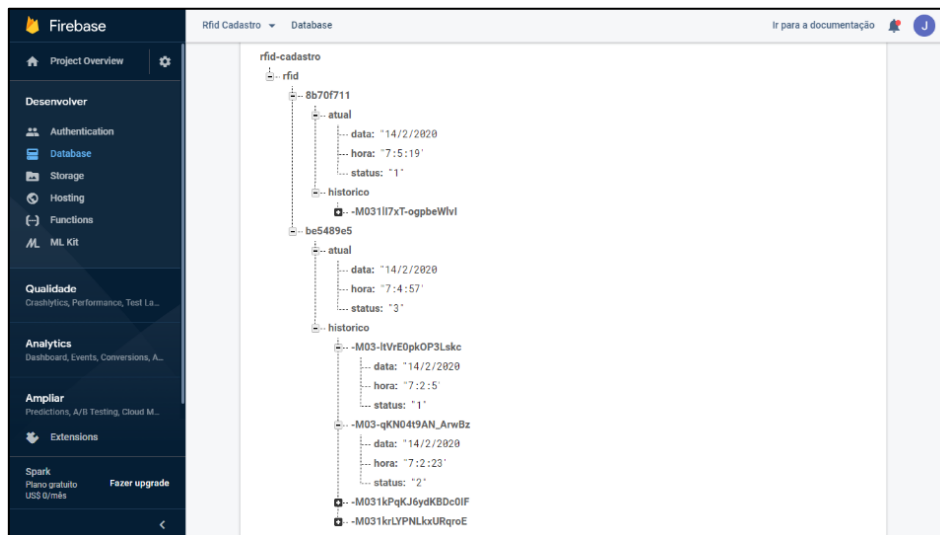 Firebase
Rfid Cadastro
Database
Ir para a documentação
J
Project Overview
Desenvolver
Authentication
Database
Storage
Hosting
Functions
ML Kit
Qualidade
Crashlytics, Performance, Test La...
Analytics
Dashboard, Events, Conversions, A...
Ampliar
Predictions, A/B Testing, Cloud M...
Extensions
Spark
Plano gratuito
US$ 0/mês
Fazer upgrade
rfid-cadastro
rfid
8b70f711
atual
data: "14/2/2020
hora: "7:5:19'
status: "1"
historico
-M031lI7xT-ogpbeWlvI
be5489e5
atual
data: "14/2/2020
hora: "7:4:57'
status: "3"
historico
-M03-ltVrE0pkOP3Lskc
data: "14/2/2020
hora: "7:2:5'
status: "1"
-M03-qKN04t9AN_ArwBz
data: "14/2/2020
hora: "7:2:23'
status: "2"
-M031kPqKJ6ydKBDc0lF
-M031krLYPNLkxURqroE